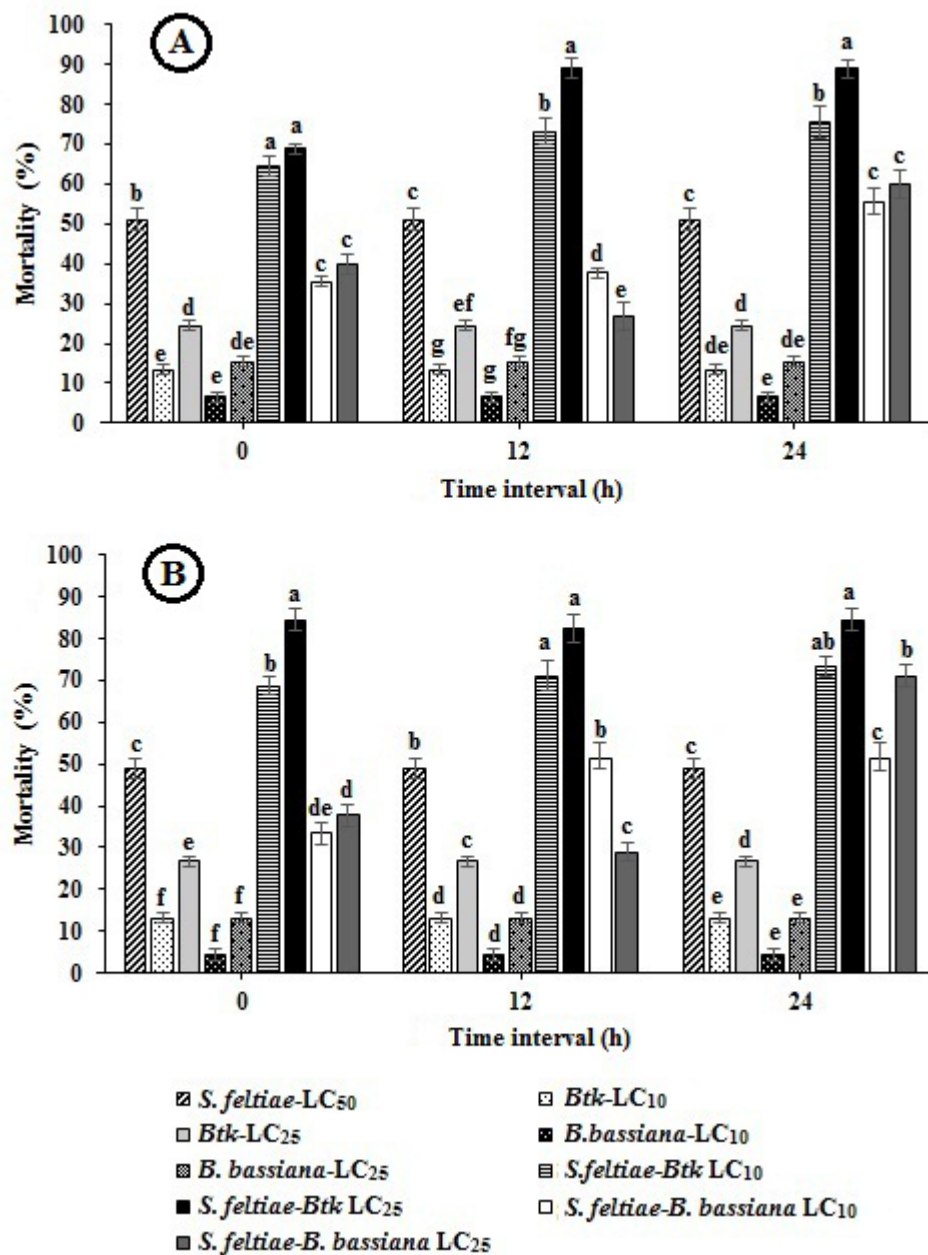 A
100
90
80
70
60
50
40
30
20
10
0
Mortality (%)
b e d e de a a c c
c g ef g fg b a d e
c de d e de b a c c
0 12 24
Time interval (h)
B
100
90
80
70
60
50
40
30
20
10
0
Mortality (%)
c f e f f b a de d
b d c d d a a b c
c e d e e ab a c b
0 12 24
Time interval (h)
S. feltiae-LC50 Btk-LC10
Btk-LC25 B.bassiana-LC10
B. bassiana-LC25 S.feltiae-Btk LC10
S. feltiae-Btk LC25 S. feltiae-B. bassiana LC10
S. feltiae-B. bassiana LC25